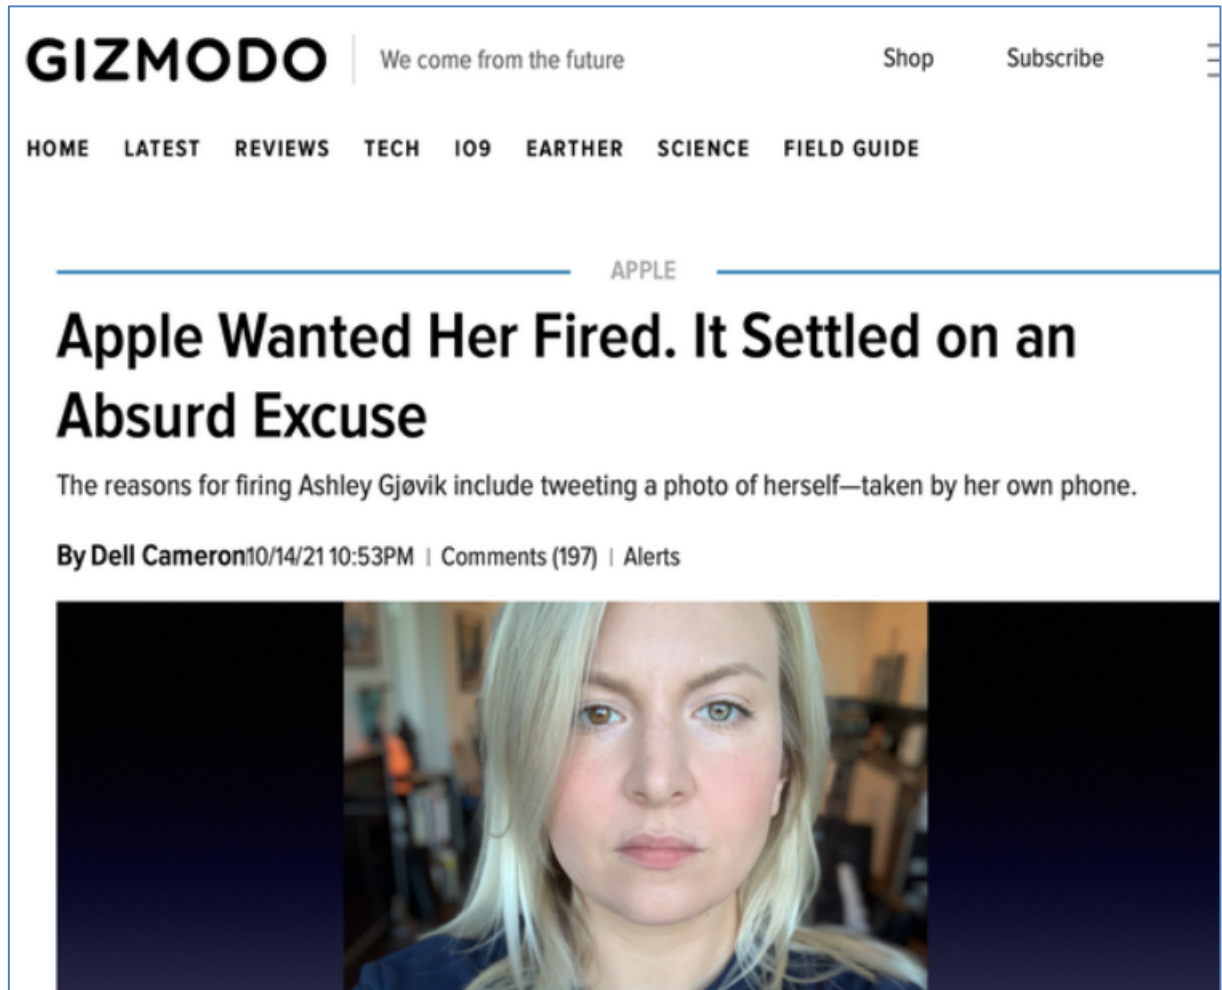 GIZMODO We come from the future Shop Subscribe
HOME LATEST REVIEWS TECH IO9 EARTHER SCIENCE FIELD GUIDE
APPLE
Apple Wanted Her Fired. It Settled on an
Absurd Excuse
The reasons for firing Ashley Gjøvik include tweeting a photo of herself—taken by her own phone.
By Dell Cameron10/14/21 10:53PM | Comments (197) | Alerts